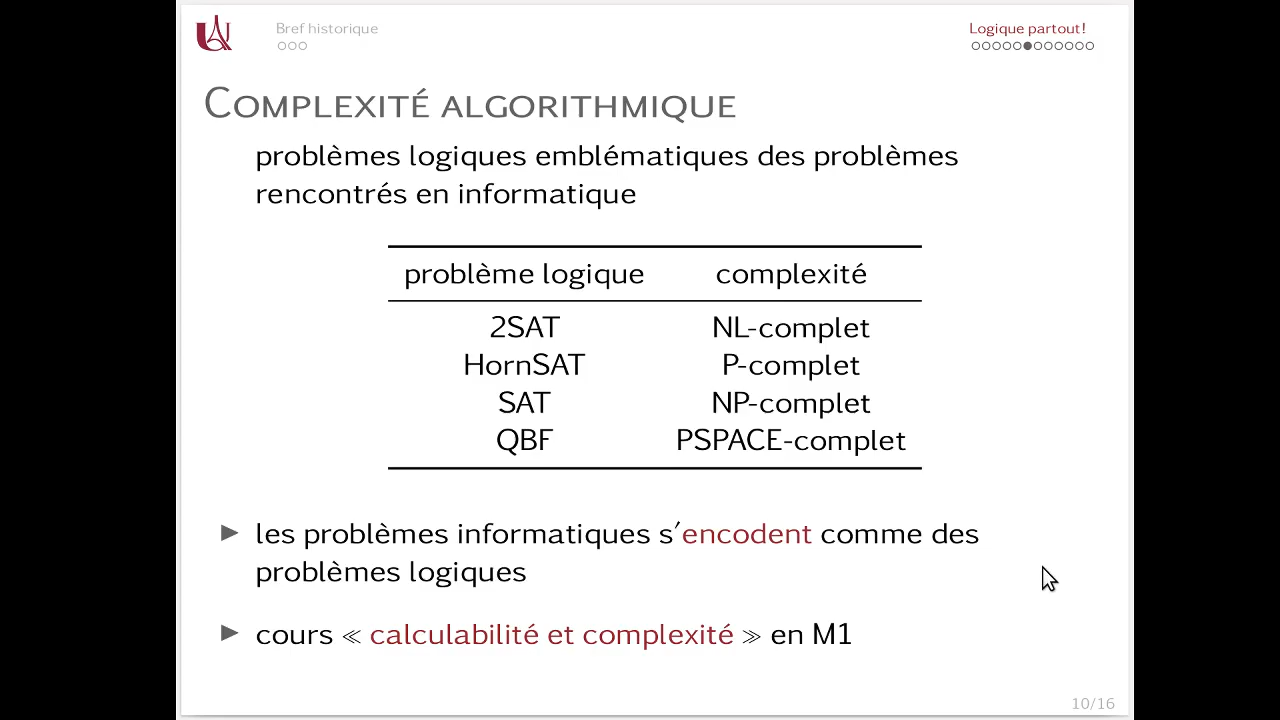 Bref historique
Logique partout!
Complexité algorithmique
problèmes logiques emblématiques des problèmes
rencontrés en informatique
problème logique complexité
2SAT NL-complet
HornSAT P-complet
SAT NP-complet
QBF PSPACE-complet
▶ les problèmes informatiques s'encodent comme des
problèmes logiques
▶ cours « calculabilité et complexité » en M1
10/16